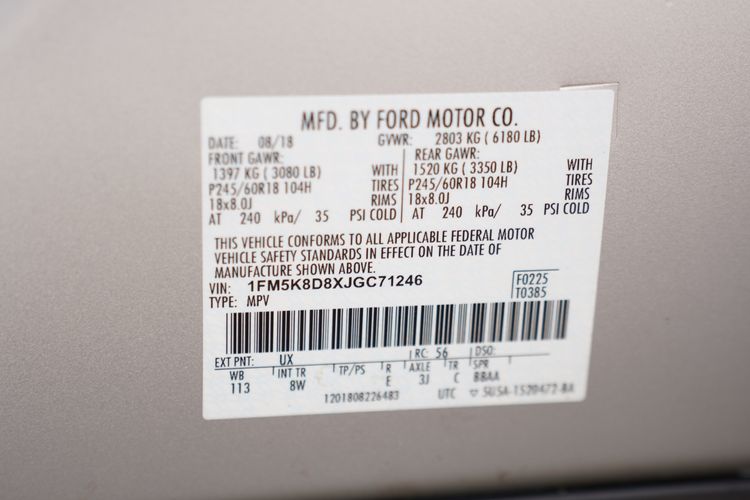 MFD. BY FORD MOTOR CO.
DATE: 08/18 GVWR: 2803 KG ( 6180 LB)
FRONT GAWR: REAR GAWR:
1397 KG ( 3080 LB) WITH 1520 KG ( 3350 LB) WITH
P245/60R18 104H TIRES P245/60R18 104H TIRES
18x8.0J RIMS 18x8.0J RIMS
AT 240 kPa/ 35 PSI COLD AT 240 kPa/ 35 PSI COLD
THIS VEHICLE CONFORMS TO ALL APPLICABLE FEDERAL MOTOR
VEHICLE SAFETY STANDARDS IN EFFECT ON THE DATE OF
MANUFACTURE SHOWN ABOVE.
VIN: 1FM5K8D8XJGC71246 F0225
TYPE: MPV T0385
EXT PNT: UX RC: 56 DSO:
WB INT TR TP/PS R AXLE TR SPR
113 8W E 3J C BBAA
1201808226483 UTC ▽ 5U5A-1520472-BA